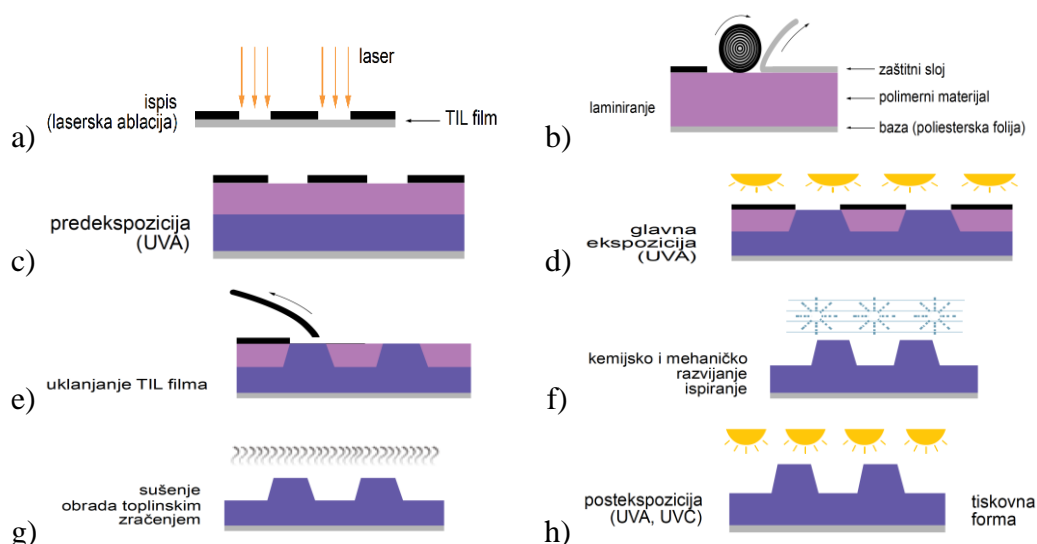 laser
ispis
(laserska ablacija)
TIL film
a)
zaštitni sloj
polimerni materijal
laminiranje
baza (poliesterska folija)
b)
predekspozicija
(UVA)
c)
glavna
ekspozicija
(UVA)
d)
uklanjanje TIL filma
e)
kemijsko i mehaničko
razvijanje
ispiranje
f)
sušenje
obrada toplinskim
zračenjem
g)
postekspozicija
(UVA, UVC)
tiskovna
forma
h)